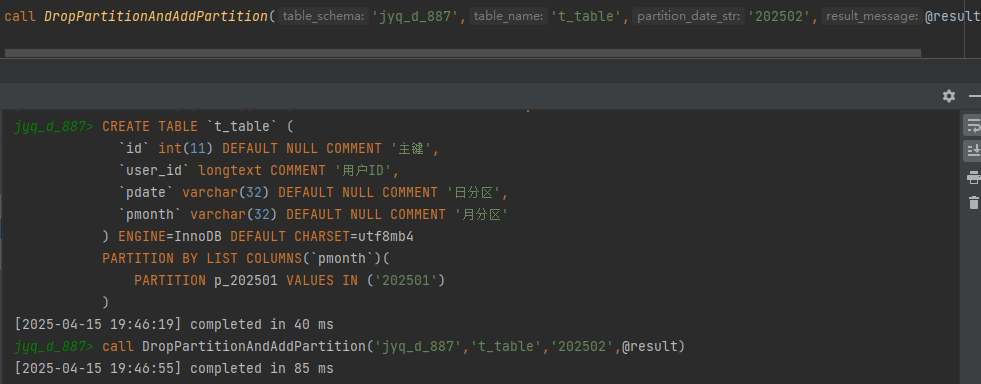 call DropPartitionAndAddPartition( table_schema: 'jyq_d_887', table_name: 't_table', partition_date_str: '202502', result_message: @result
jyq_d_887> CREATE TABLE `t_table` (
`id` int(11) DEFAULT NULL COMMENT '主键',
`user_id` longtext COMMENT '用户ID',
`pdate` varchar(32) DEFAULT NULL COMMENT '日分区',
`pmonth` varchar(32) DEFAULT NULL COMMENT '月分区'
) ENGINE=InnoDB DEFAULT CHARSET=utf8mb4
PARTITION BY LIST COLUMNS(`pmonth`)(
PARTITION p_202501 VALUES IN ('202501')
)
[2025-04-15 19:46:19] completed in 40 ms
jyq_d_887> call DropPartitionAndAddPartition('jyq_d_887','t_table','202502',@result)
[2025-04-15 19:46:55] completed in 85 ms